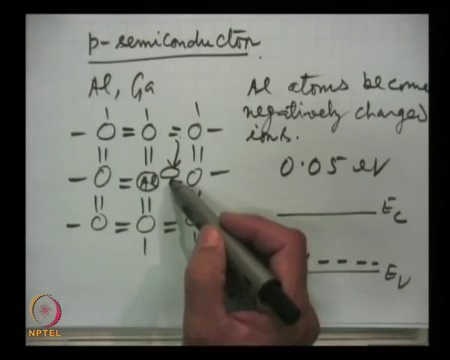 p-semiconductor
Al, Ga
Al atoms become
negatively charged
ions.
0.05 eV
Al
E_C
E_V
NPTEL